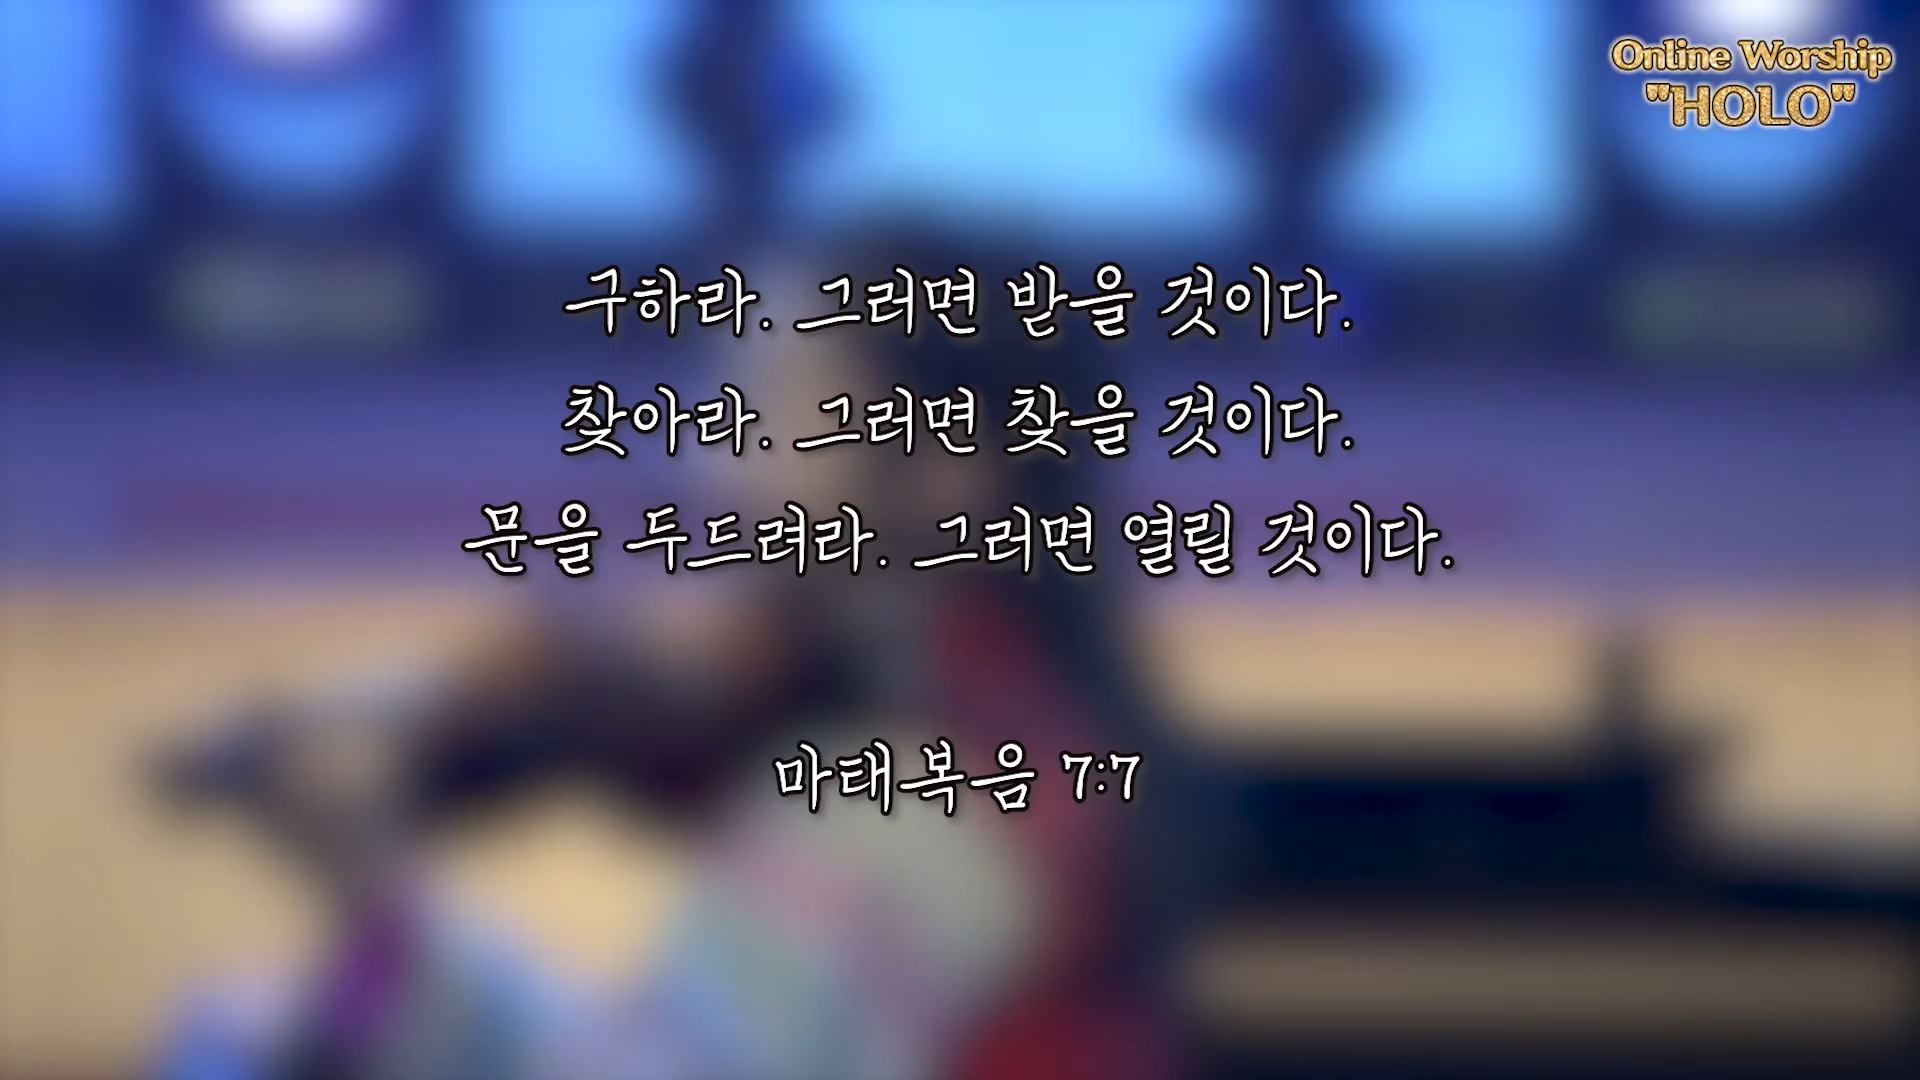 Online Worship
"HOLO"
구하라. 그러면 받을 것이다.
찾아라. 그러면 찾을 것이다.
문을 두드려라. 그러면 열릴 것이다.
마태복음 7:7